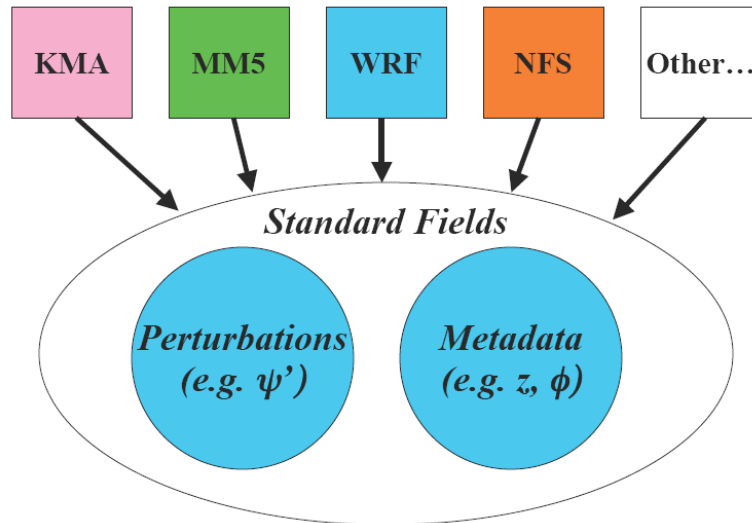 KMA
MM5
WRF
NFS
Other…
Standard Fields
Perturbations
(e.g. ψ’)
Metadata
(e.g. z, ϕ)